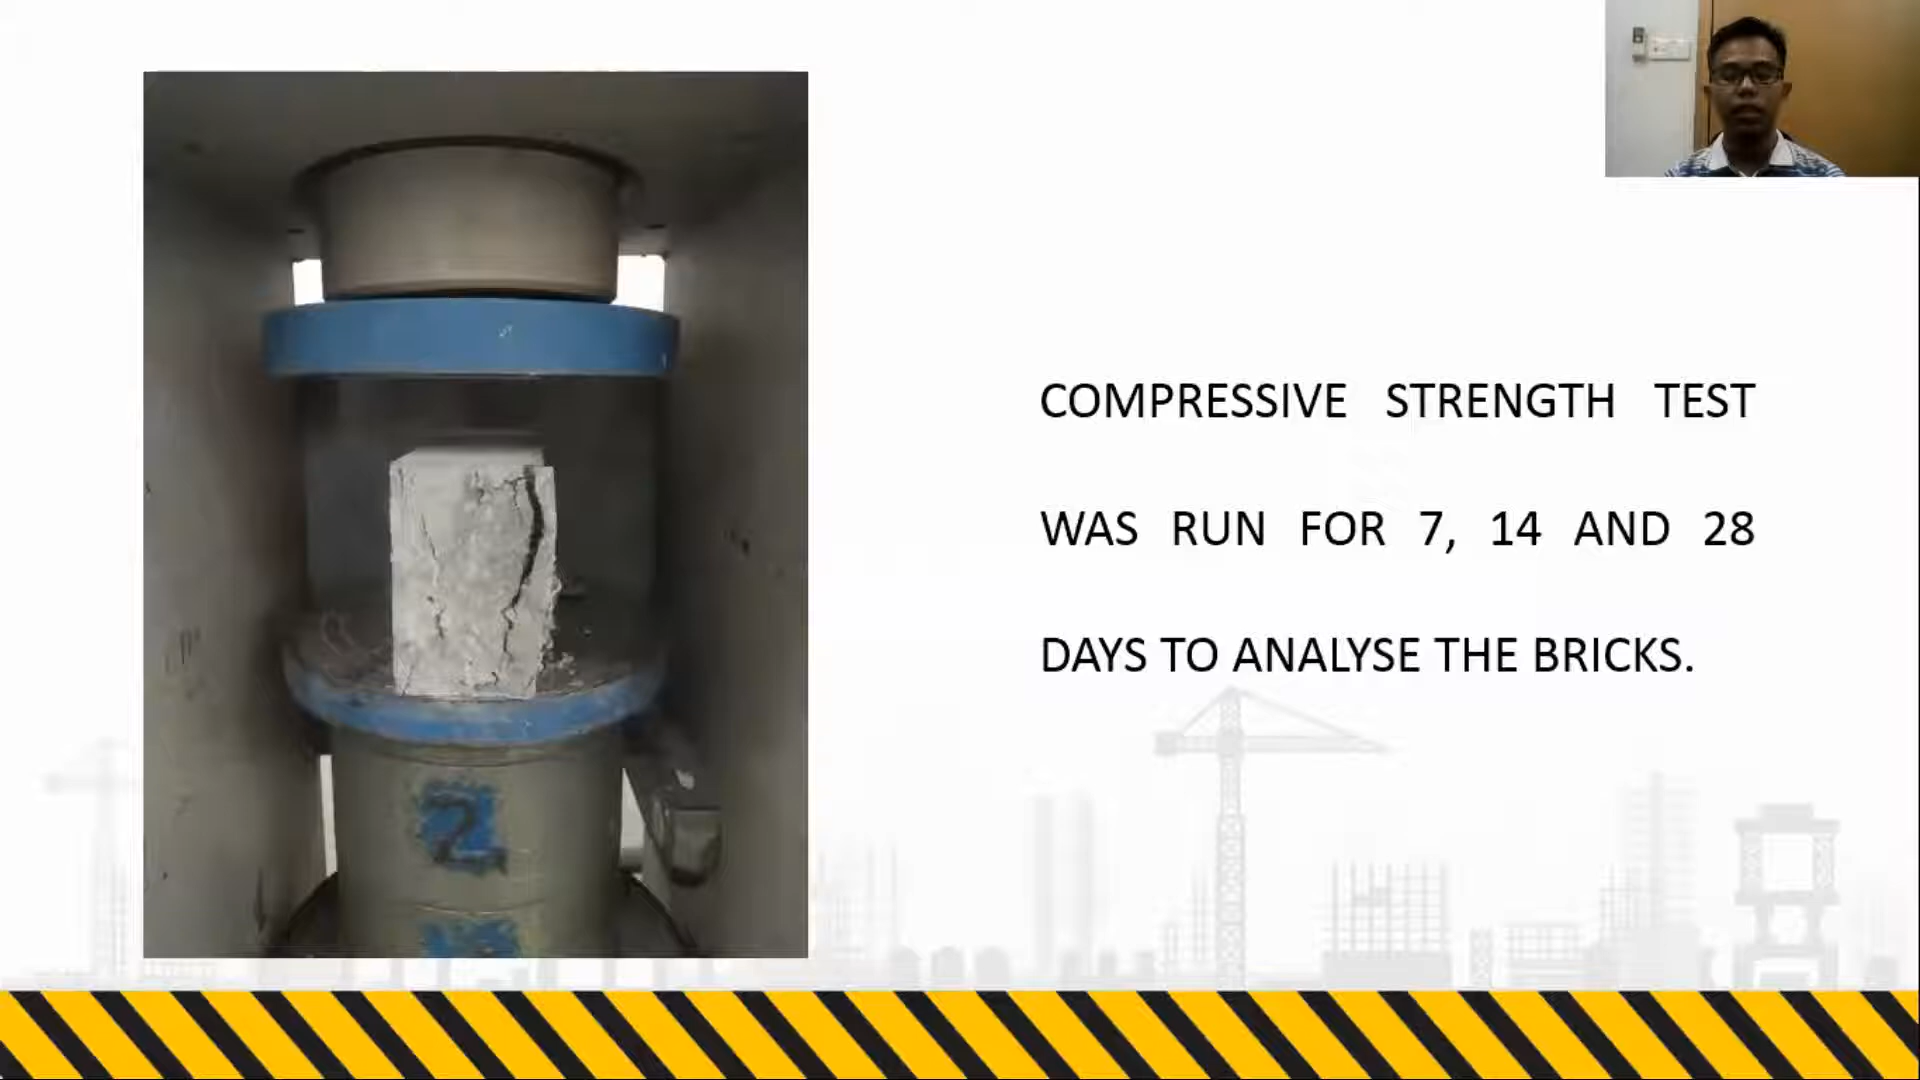 COMPRESSIVE STRENGTH TEST
WAS RUN FOR 7, 14 AND 28
DAYS TO ANALYSE THE BRICKS.
2